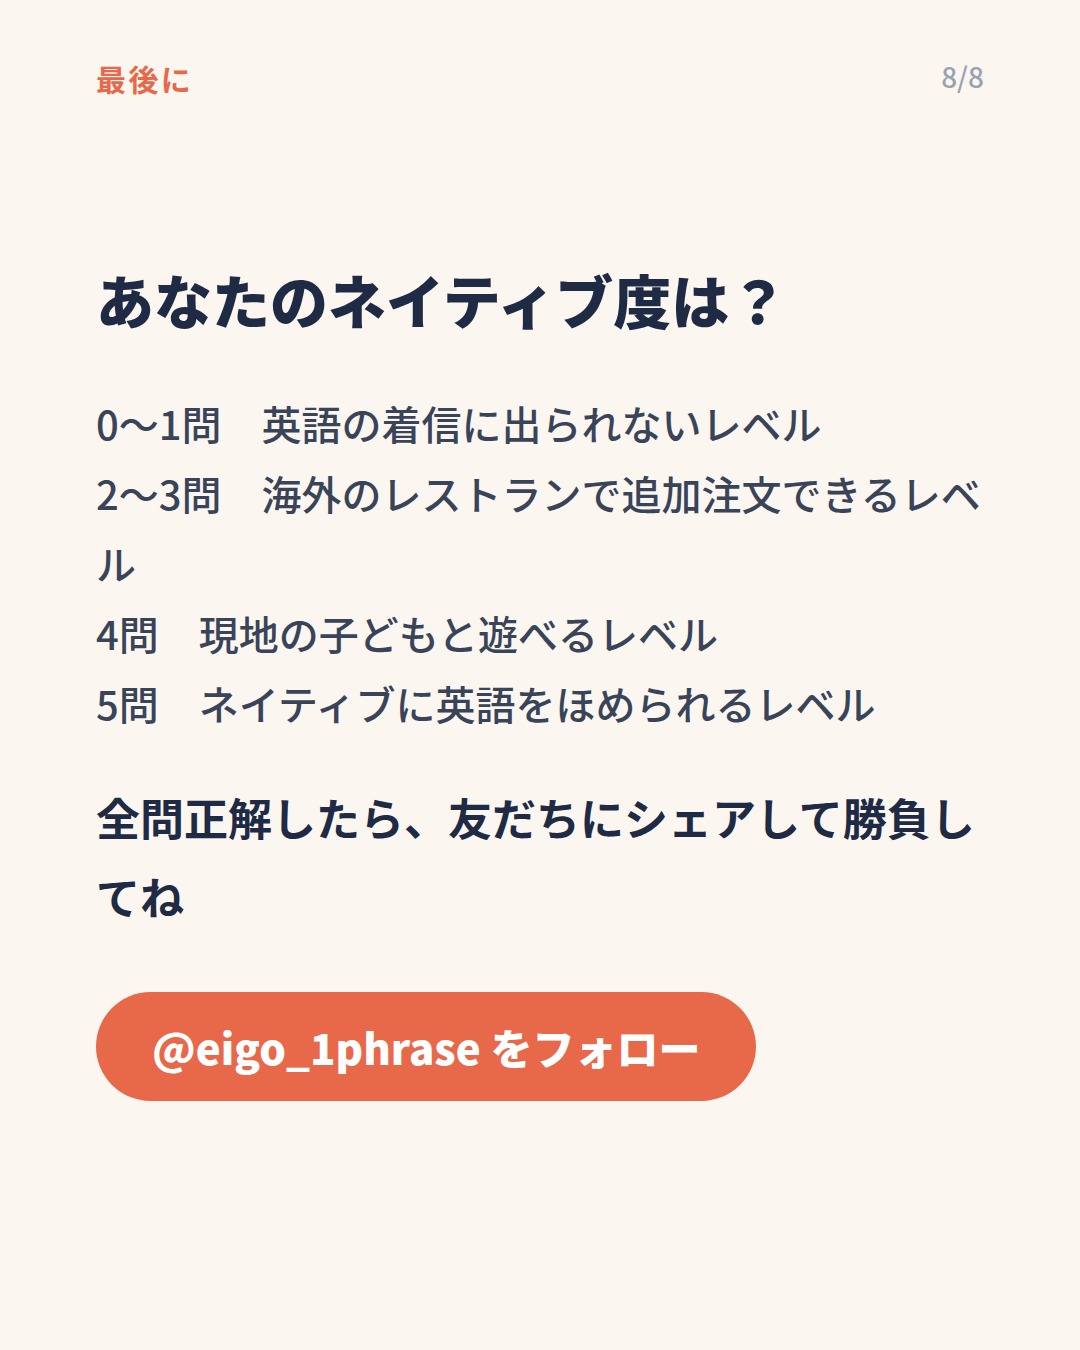 最後に
8/8
あなたのネイティブ度は？
0〜1問　英語の着信に出られないレベル
2〜3問　海外のレストランで追加注文できるレベ
ル
4問　現地の子どもと遊べるレベル
5問　ネイティブに英語をほめられるレベル
全問正解したら、友だちにシェアして勝負し
てね
@eigo_1phrase をフォロー